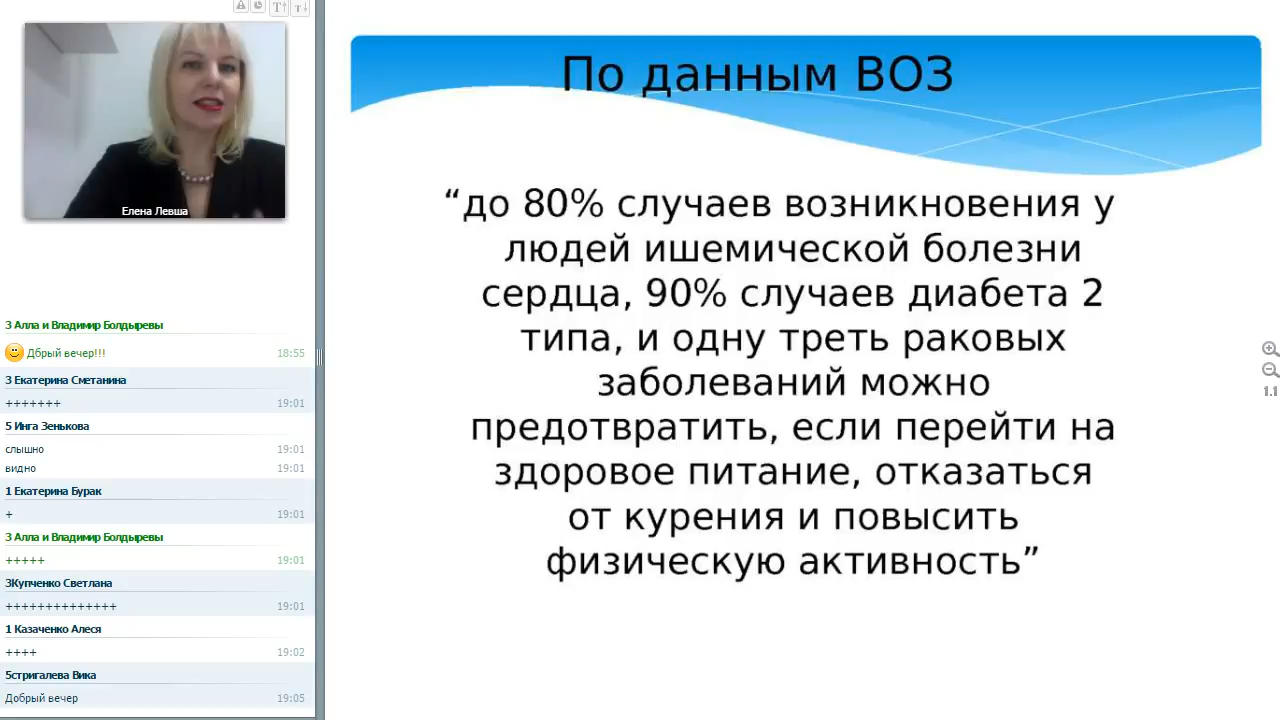 Елена Левша
3 Алла и Владимир Болдыревы
Дбрый вечер!!! 18:55
3 Екатерина Сметанина
+++++++ 19:01
5 Инга Зенькова
слышно 19:01
видно 19:01
1 Екатерина Бурак
+ 19:01
3 Алла и Владимир Болдыревы
+++++ 19:01
3Купченко Светлана
++++++++++++++ 19:01
1 Казаченко Алеся
++++ 19:02
5стригалева Вика
Добрый вечер 19:05
По данным ВОЗ
“до 80% случаев возникновения у
людей ишемической болезни
сердца, 90% случаев диабета 2
типа, и одну треть раковых
заболеваний можно
предотвратить, если перейти на
здоровое питание, отказаться
от курения и повысить
физическую активность”
1.1